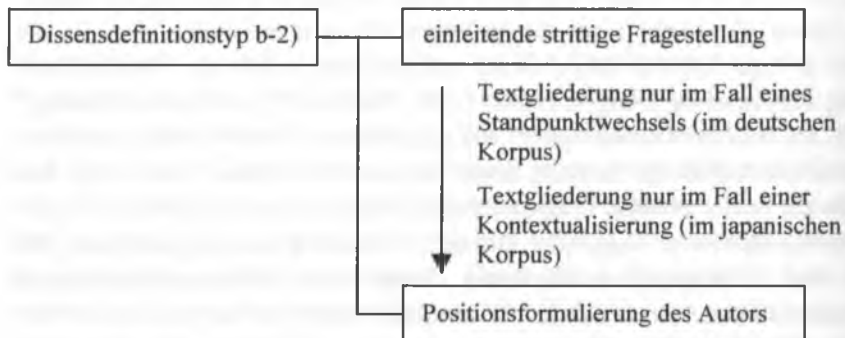 Dissensdefinitionstyp b-2)
einleitende strittige Fragestellung
Textgliederung nur im Fall eines
Standpunktwechsels (im deutschen
Korpus)
Textgliederung nur im Fall einer
Kontextualisierung (im japanischen
Korpus)
Positionsformulierung des Autors